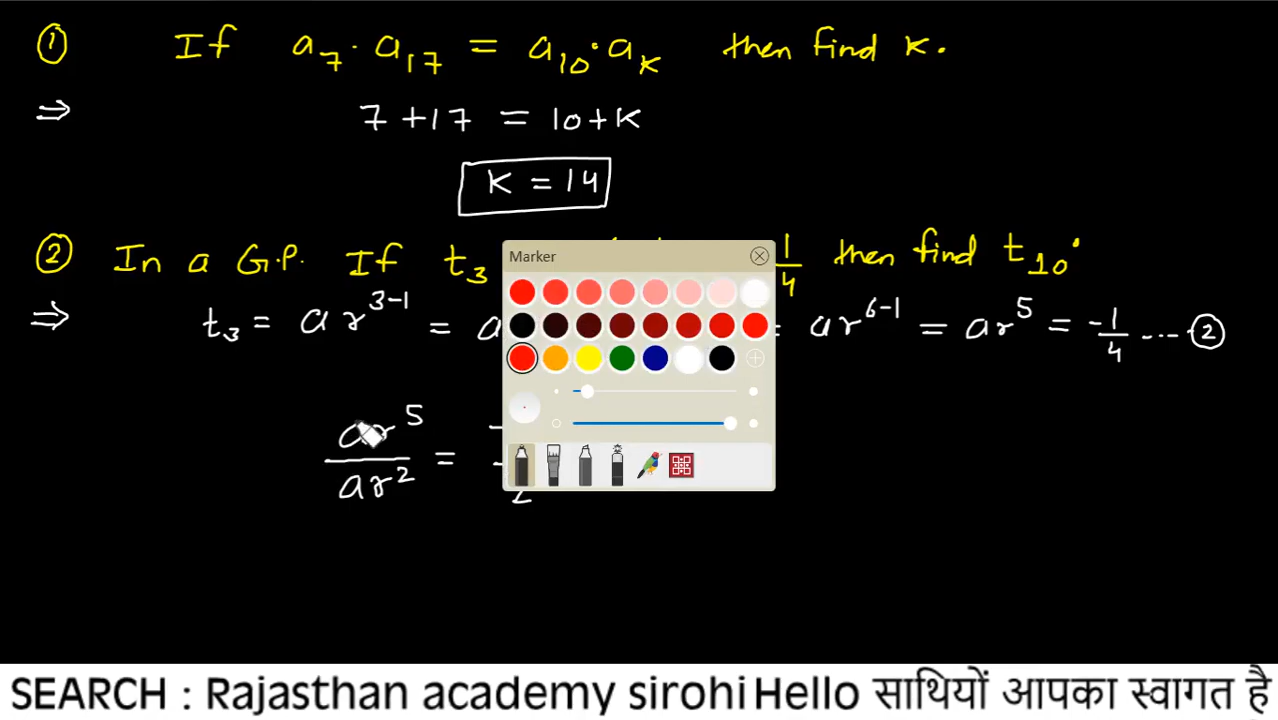 ① If a₇ · a₁₇ = a₁₀ · aₖ then find K.
⇒ 7 + 17 = 10 + K
K = 14
② In a G.P. If t₃ 1/4 then find t₁₀.
⇒ t₃ = ar³⁻¹ = a = ar⁶⁻¹ = ar⁵ = -1/4 ---- ②
ar⁵/ar² =
Marker
SEARCH : Rajasthan academy sirohi Hello साथियों आपका स्वागत है